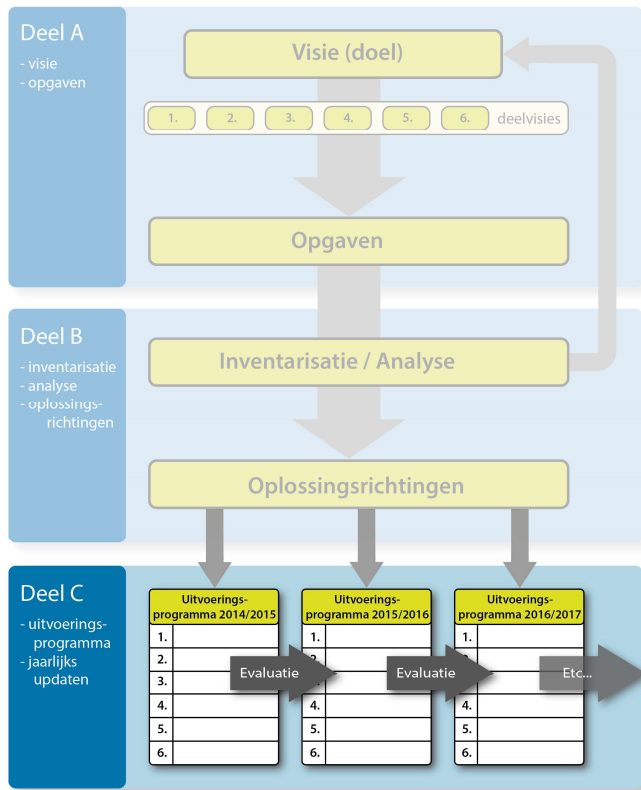 Deel A
- visie
- opgaven
Visie (doel)
1. 2. 3. 4. 5. 6. deelvisies
Opgaven
Deel B
- inventarisatie
- analyse
- oplossings-
richtingen
Inventarisatie / Analyse
Oplossingsrichtingen
Deel C
- uitvoerings-
programma
- jaarlijks
updaten
Uitvoerings-
programma 2014/2015
1.
2.
3.
4.
5.
6.
Evaluatie
Uitvoerings-
programma 2015/2016
1.
2.
4.
5.
6.
Evaluatie
Uitvoerings-
programma 2016/2017
1.
3.
4.
5.
6.
Etc...